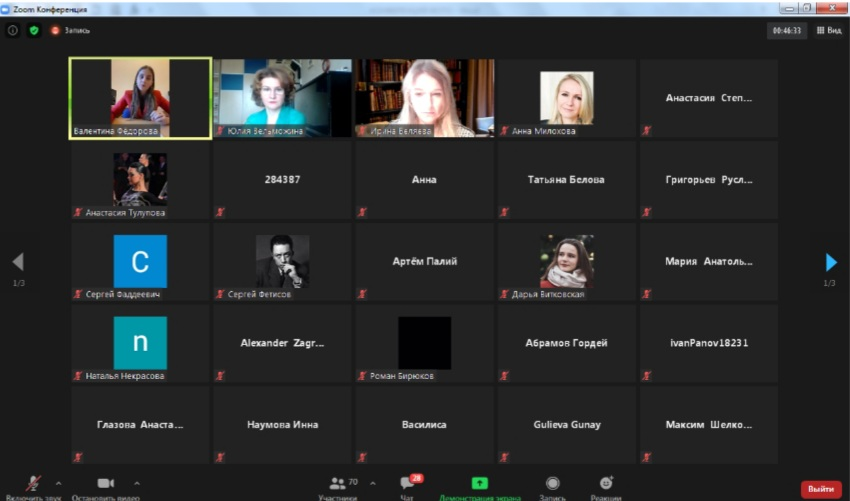 Zoom Конференция
Запись
00:46:33
Вид
Валентина Фёдорова
Юлия Зельможина
Ирина Евляева
Анна Милохова
Анастасия Степ...
Анастасия Тулупова
284387
Анна
Татьяна Белова
Григорьев Русл...
С
Сергей Фаддеевич
Сергей Фетисов
Артём Палий
Дарья Витковская
Мария Анатоль...
1/3
1/3
n
Наталья Некрасова
Alexander Zagr...
Роман Бирюков
Абрамов Гордей
ivanPanov18231
Глазова Анаста...
Наумова Инна
Василиса
Gulieva Gunay
Максим Шелко...
Включить звук
Остановить видео
70
Участники
28
Чат
Демонстрация экрана
Запись
Реакции
Выйти